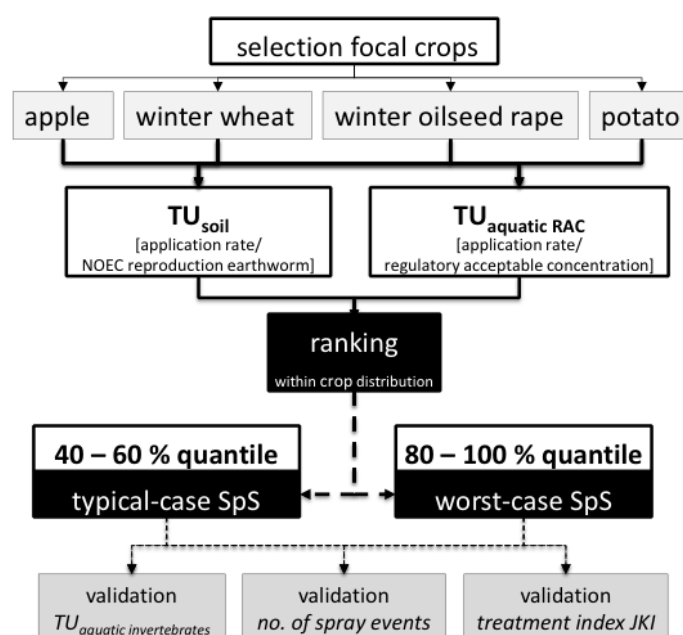 selection focal crops
apple
winter wheat
winter oilseed rape
potato
TUsoil
[application rate/
NOEC reproduction earthworm]
TUaquatic RAC
[application rate/
regulatory acceptable concentration]
ranking
within crop distribution
40 – 60 % quantile
typical-case SpS
80 – 100 % quantile
worst-case SpS
validation
TUaquatic invertebrates
validation
no. of spray events
validation
treatment index JKI